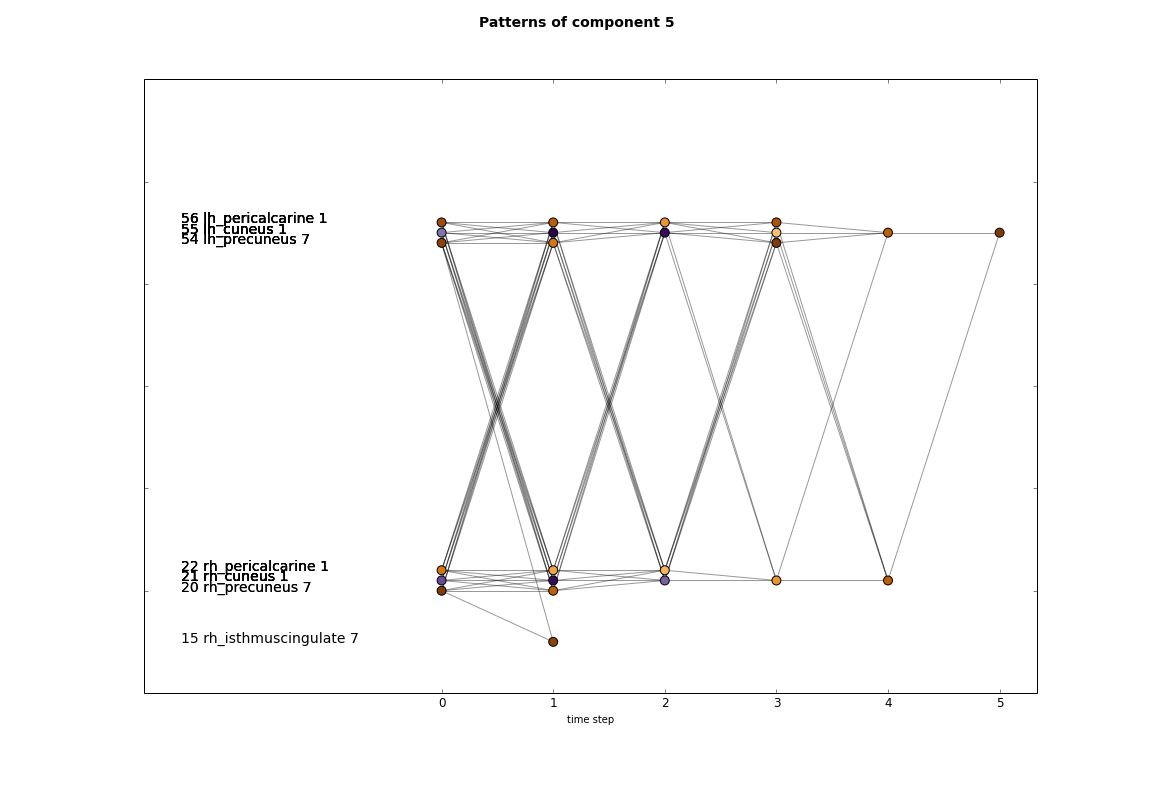 Patterns of component 5
56 lh_pericalcarine 1
55 lh_cuneus 1
54 lh_precuneus 7
22 rh_pericalcarine 1
21 rh_cuneus 1
20 rh_precuneus 7
15 rh_isthmuscingulate 7
0 1 2 3 4 5
time step